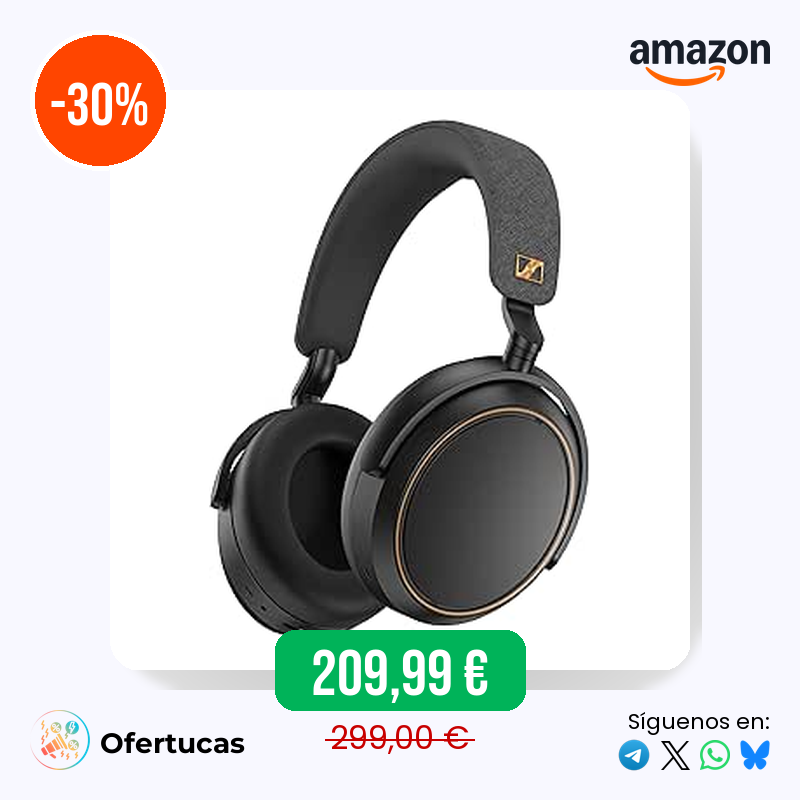 -30%
amazon
209,99 €
299,00 €
Ofertucas
Síguenos en: